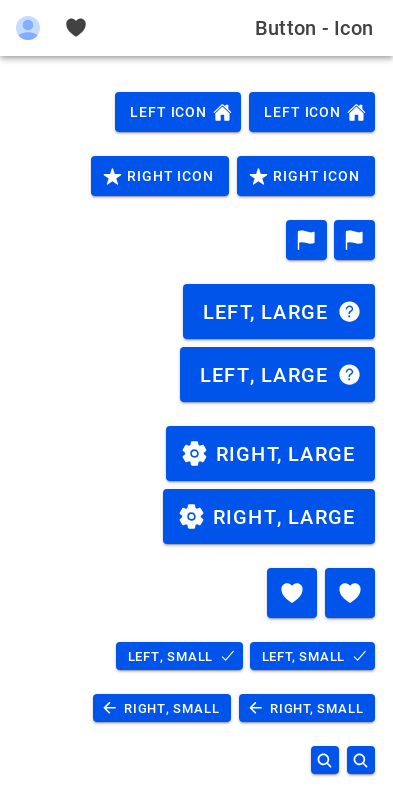 Button - Icon
LEFT ICON LEFT ICON
RIGHT ICON RIGHT ICON
LEFT, LARGE
LEFT, LARGE
RIGHT, LARGE
RIGHT, LARGE
LEFT, SMALL LEFT, SMALL
RIGHT, SMALL RIGHT, SMALL